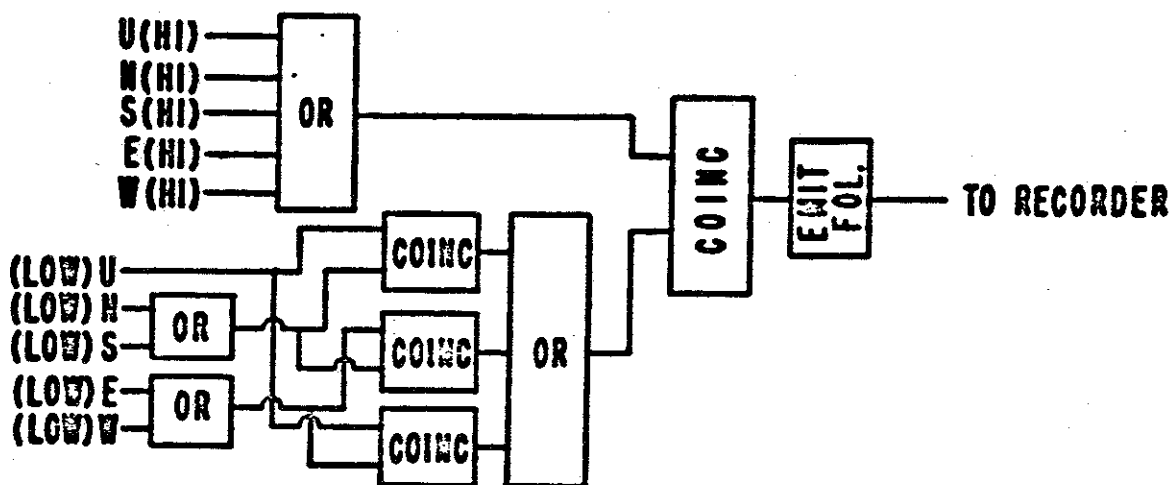 U(HI)
N(HI)
S(HI)
E(HI)
W(HI)
OR
COINC
EMIT
FOL.
TO RECORDER
(LOW) U
(LOW) N
(LOW) S
(LOW) E
(LOW) W
OR
OR
COINC
COINC
COINC
OR